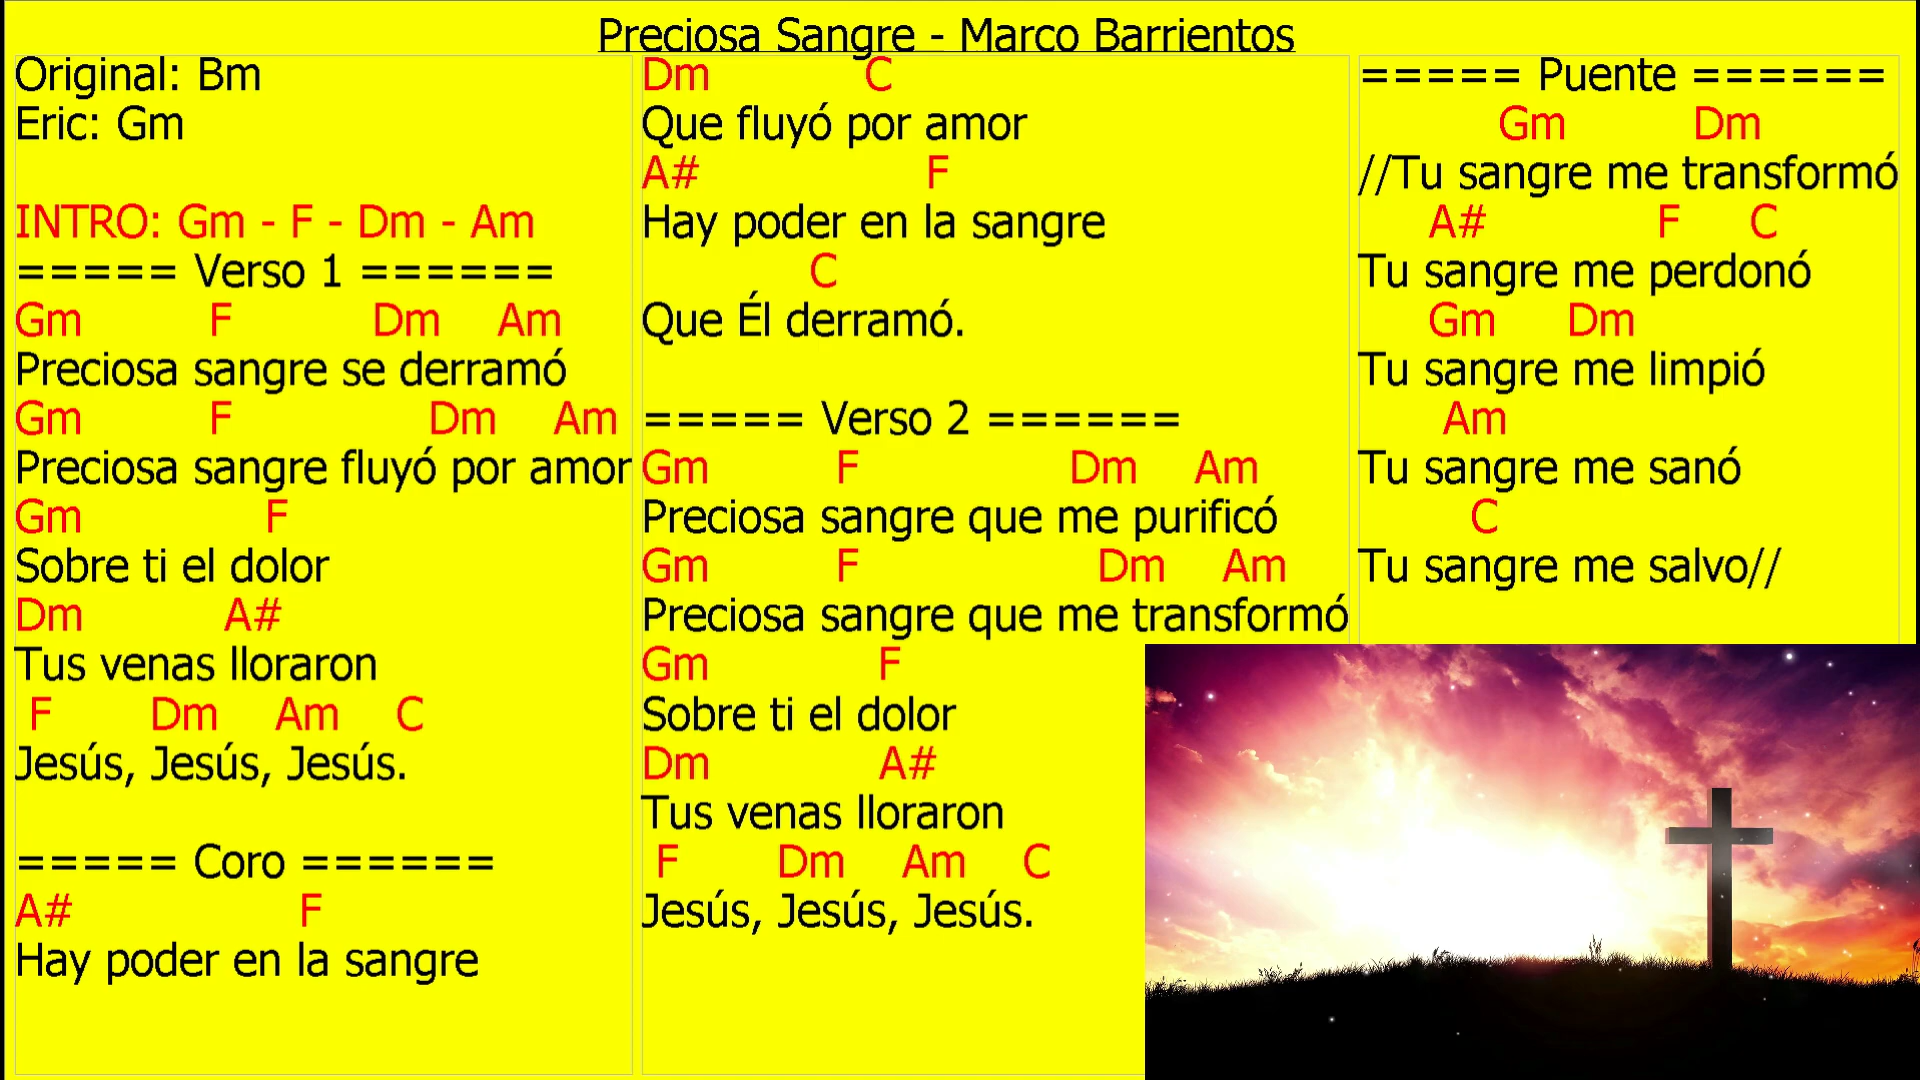 Preciosa Sangre - Marco Barrientos
Original: Bm
Eric: Gm
INTRO: Gm - F - Dm - Am
===== Verso 1 ======
Gm F Dm Am
Preciosa sangre se derramó
Gm F Dm Am
Preciosa sangre fluyó por amor
Gm F
Sobre ti el dolor
Dm A#
Tus venas lloraron
F Dm Am C
Jesús, Jesús, Jesús.
===== Coro ======
A# F
Hay poder en la sangre
Dm C
Que fluyó por amor
A# F
Hay poder en la sangre
C
Que Él derramó.
===== Verso 2 ======
Gm F Dm Am
Preciosa sangre que me purificó
Gm F Dm Am
Preciosa sangre que me transformó
Gm F
Sobre ti el dolor
Dm A#
Tus venas lloraron
F Dm Am C
Jesús, Jesús, Jesús.
===== Puente ======
Gm Dm
//Tu sangre me transformó
A# F C
Tu sangre me perdonó
Gm Dm
Tu sangre me limpió
Am
Tu sangre me sanó
C
Tu sangre me salvo//